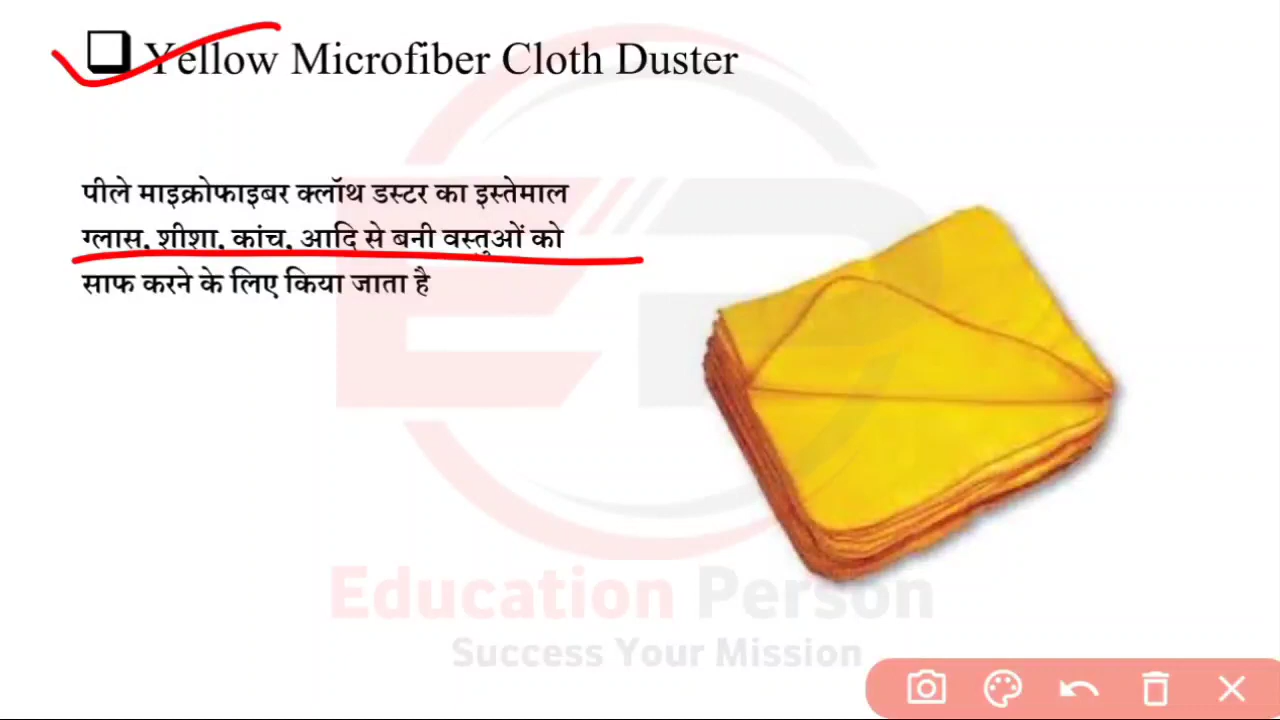 Yellow Microfiber Cloth Duster
पीले माइक्रोफाइबर क्लॉथ डस्टर का इस्तेमाल
ग्लास, शीशा, कांच, आदि से बनी वस्तुओं को
साफ करने के लिए किया जाता है
Education Person
Success Your Mission